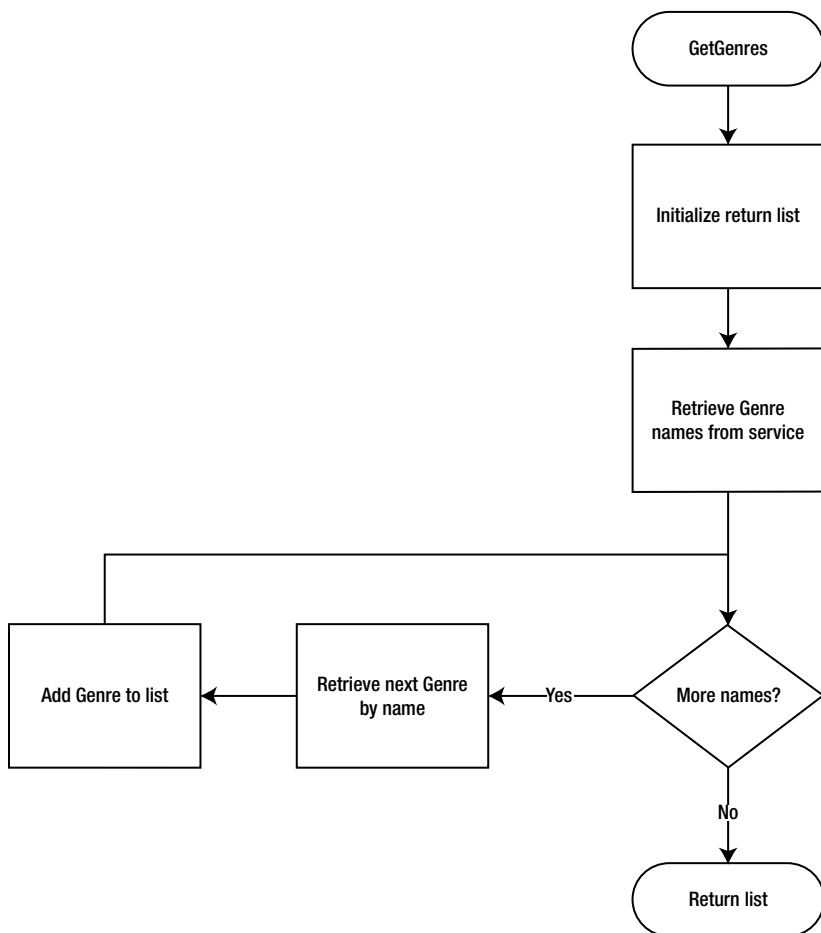 GetGenres
Initialize return list
Retrieve Genre
names from service
More names?
Yes
Retrieve next Genre
by name
Add Genre to list
No
Return list